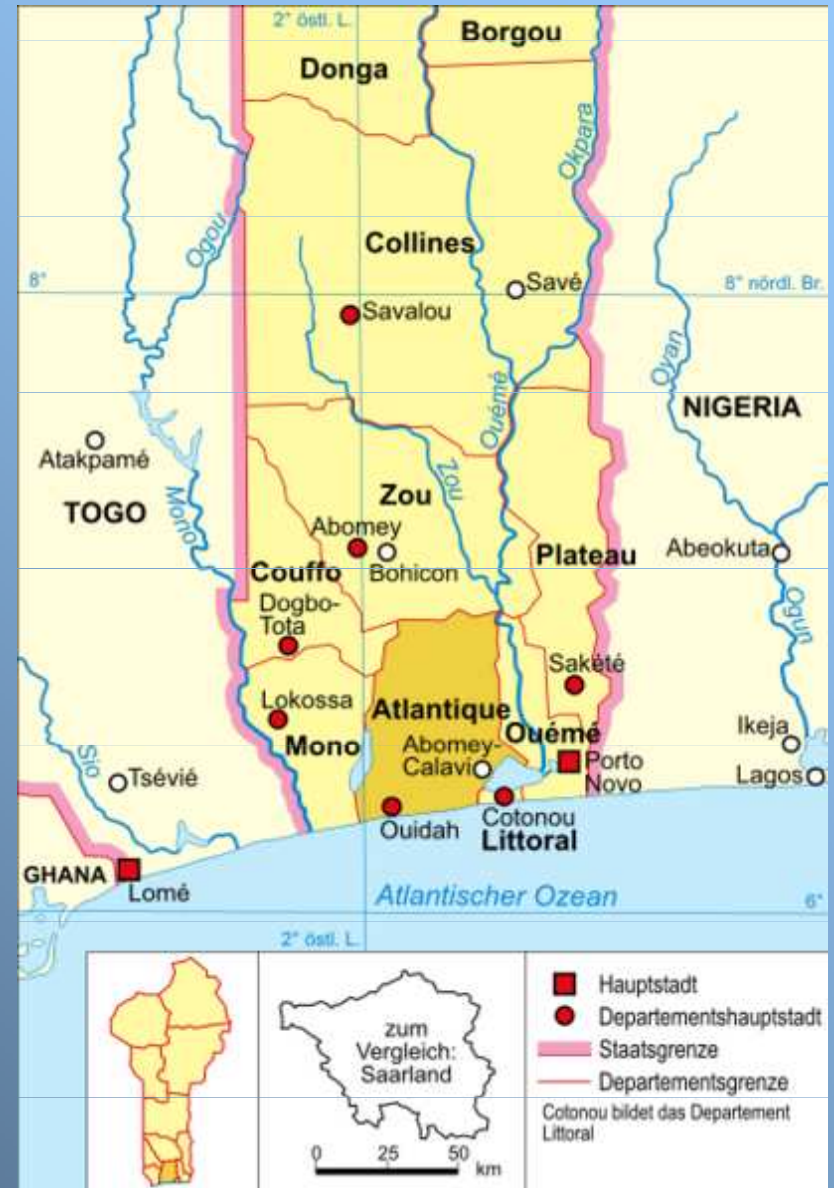 2° östl. L.
Borgou
Donga
Okpara
Ogou
Collines
8°
Savé
8° nördl. Br.
Savalou
Oyan
Ouémé
NIGERIA
Atakpamé
Zou
Zou
TOGO
Mono
Abomey
Bohicon
Plateau
Abeokuta
Couffo
Dogbo-
Tota
Ogun
Sakété
Lokossa
Atlantique
Mono
Ouémé
Abomey-
Calavi
Ikeja
Sio
Tsévié
Porto
Novo
Lagos
Ouidah
Cotonou
Littoral
GHANA
Lomé
Atlantischer Ozean
6°
2° östl. L.
zum
Vergleich:
Saarland
0 25 50
km
Hauptstadt
Departementshauptstadt
Staatsgrenze
Departementsgrenze
Cotonou bildet das Departement
Littoral